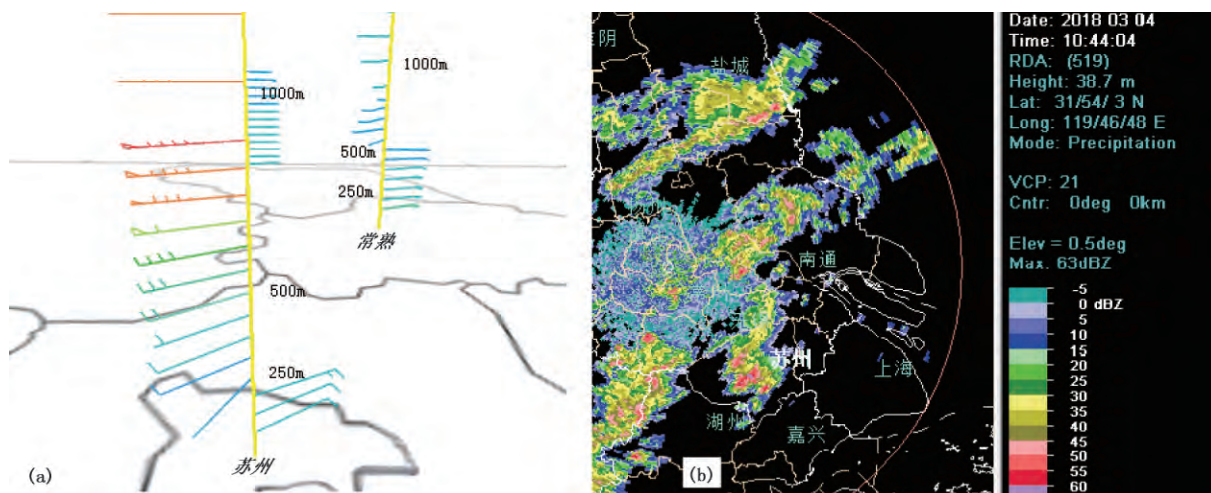 1000m
1000m
500m
250m
常熟
500m
250m
苏州
(a)
阴
盐城
南通
苏州
上海
湖州
嘉兴
(b)
Date: 2018 03 04
Time: 10:44:04
RDA: (519)
Height: 38.7 m
Lat: 31/54/ 3 N
Long: 119/46/48 E
Mode: Precipitation
VCP: 21
Cntr: 0deg 0km
Elev = 0.5deg
Max. 63dBZ
-5
0 dBZ
5
10
15
20
25
30
35
40
45
50
55
60